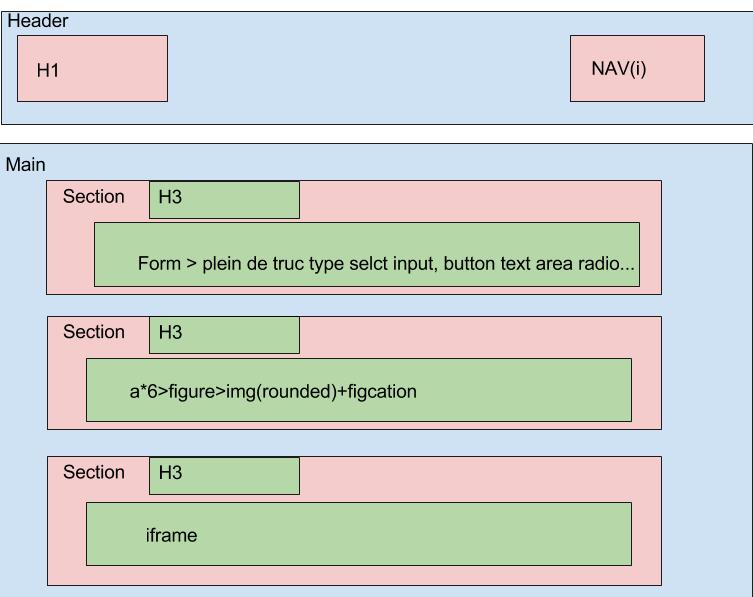 Header
H1
NAV(i)
Main
Section
H3
Form > plein de truc type selct input, button text area radio...
Section
H3
a*6>figure>img(rounded)+figcation
Section
H3
iframe